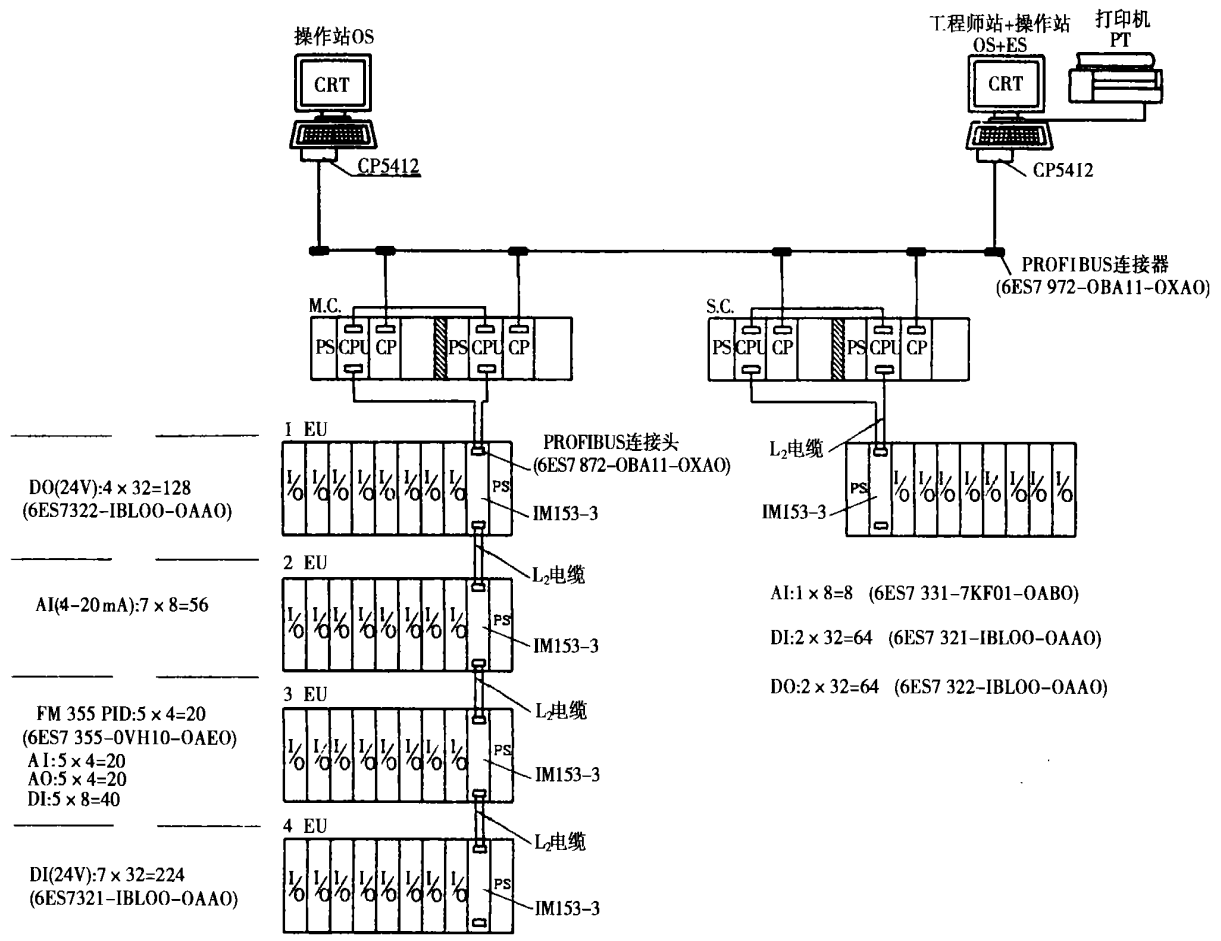 操作站OS
CRT
CP5412
工程师站+操作站
OS+ES
CRT
CP5412
打印机
PT
PROFIBUS连接器
(6ES7 972-OBA11-OXAO)
M.C.
PS CPU CP PS CPU CP
S.C.
PS CPU CP PS CPU CP
1 EU
I/O I/O I/O I/O I/O I/O I/O PS
PROFIBUS连接头
(6ES7 872-OBA11-OXAO)
IM153-3
DO(24V):4×32=128
(6ES7322-IBLOO-OAAO)
L₂电缆
2 EU
I/O I/O I/O I/O I/O I/O I/O PS
IM153-3
AI(4-20mA):7×8=56
L₂电缆
3 EU
I/O I/O I/O I/O I/O I/O I/O PS
IM153-3
FM 355 PID:5×4=20
(6ES7 355-0VH10-OAEO)
AI:5×4=20
AO:5×4=20
DI:5×8=40
L₂电缆
4 EU
I/O I/O I/O I/O I/O I/O I/O PS
IM153-3
DI(24V):7×32=224
(6ES7321-IBLOO-OAAO)
L₂电缆
PS I/O I/O I/O I/O I/O I/O I/O
IM153-3
AI:1×8=8 (6ES7 331-7KF01-OABO)
DI:2×32=64 (6ES7 321-IBLOO-OAAO)
DO:2×32=64 (6ES7 322-IBLOO-OAAO)